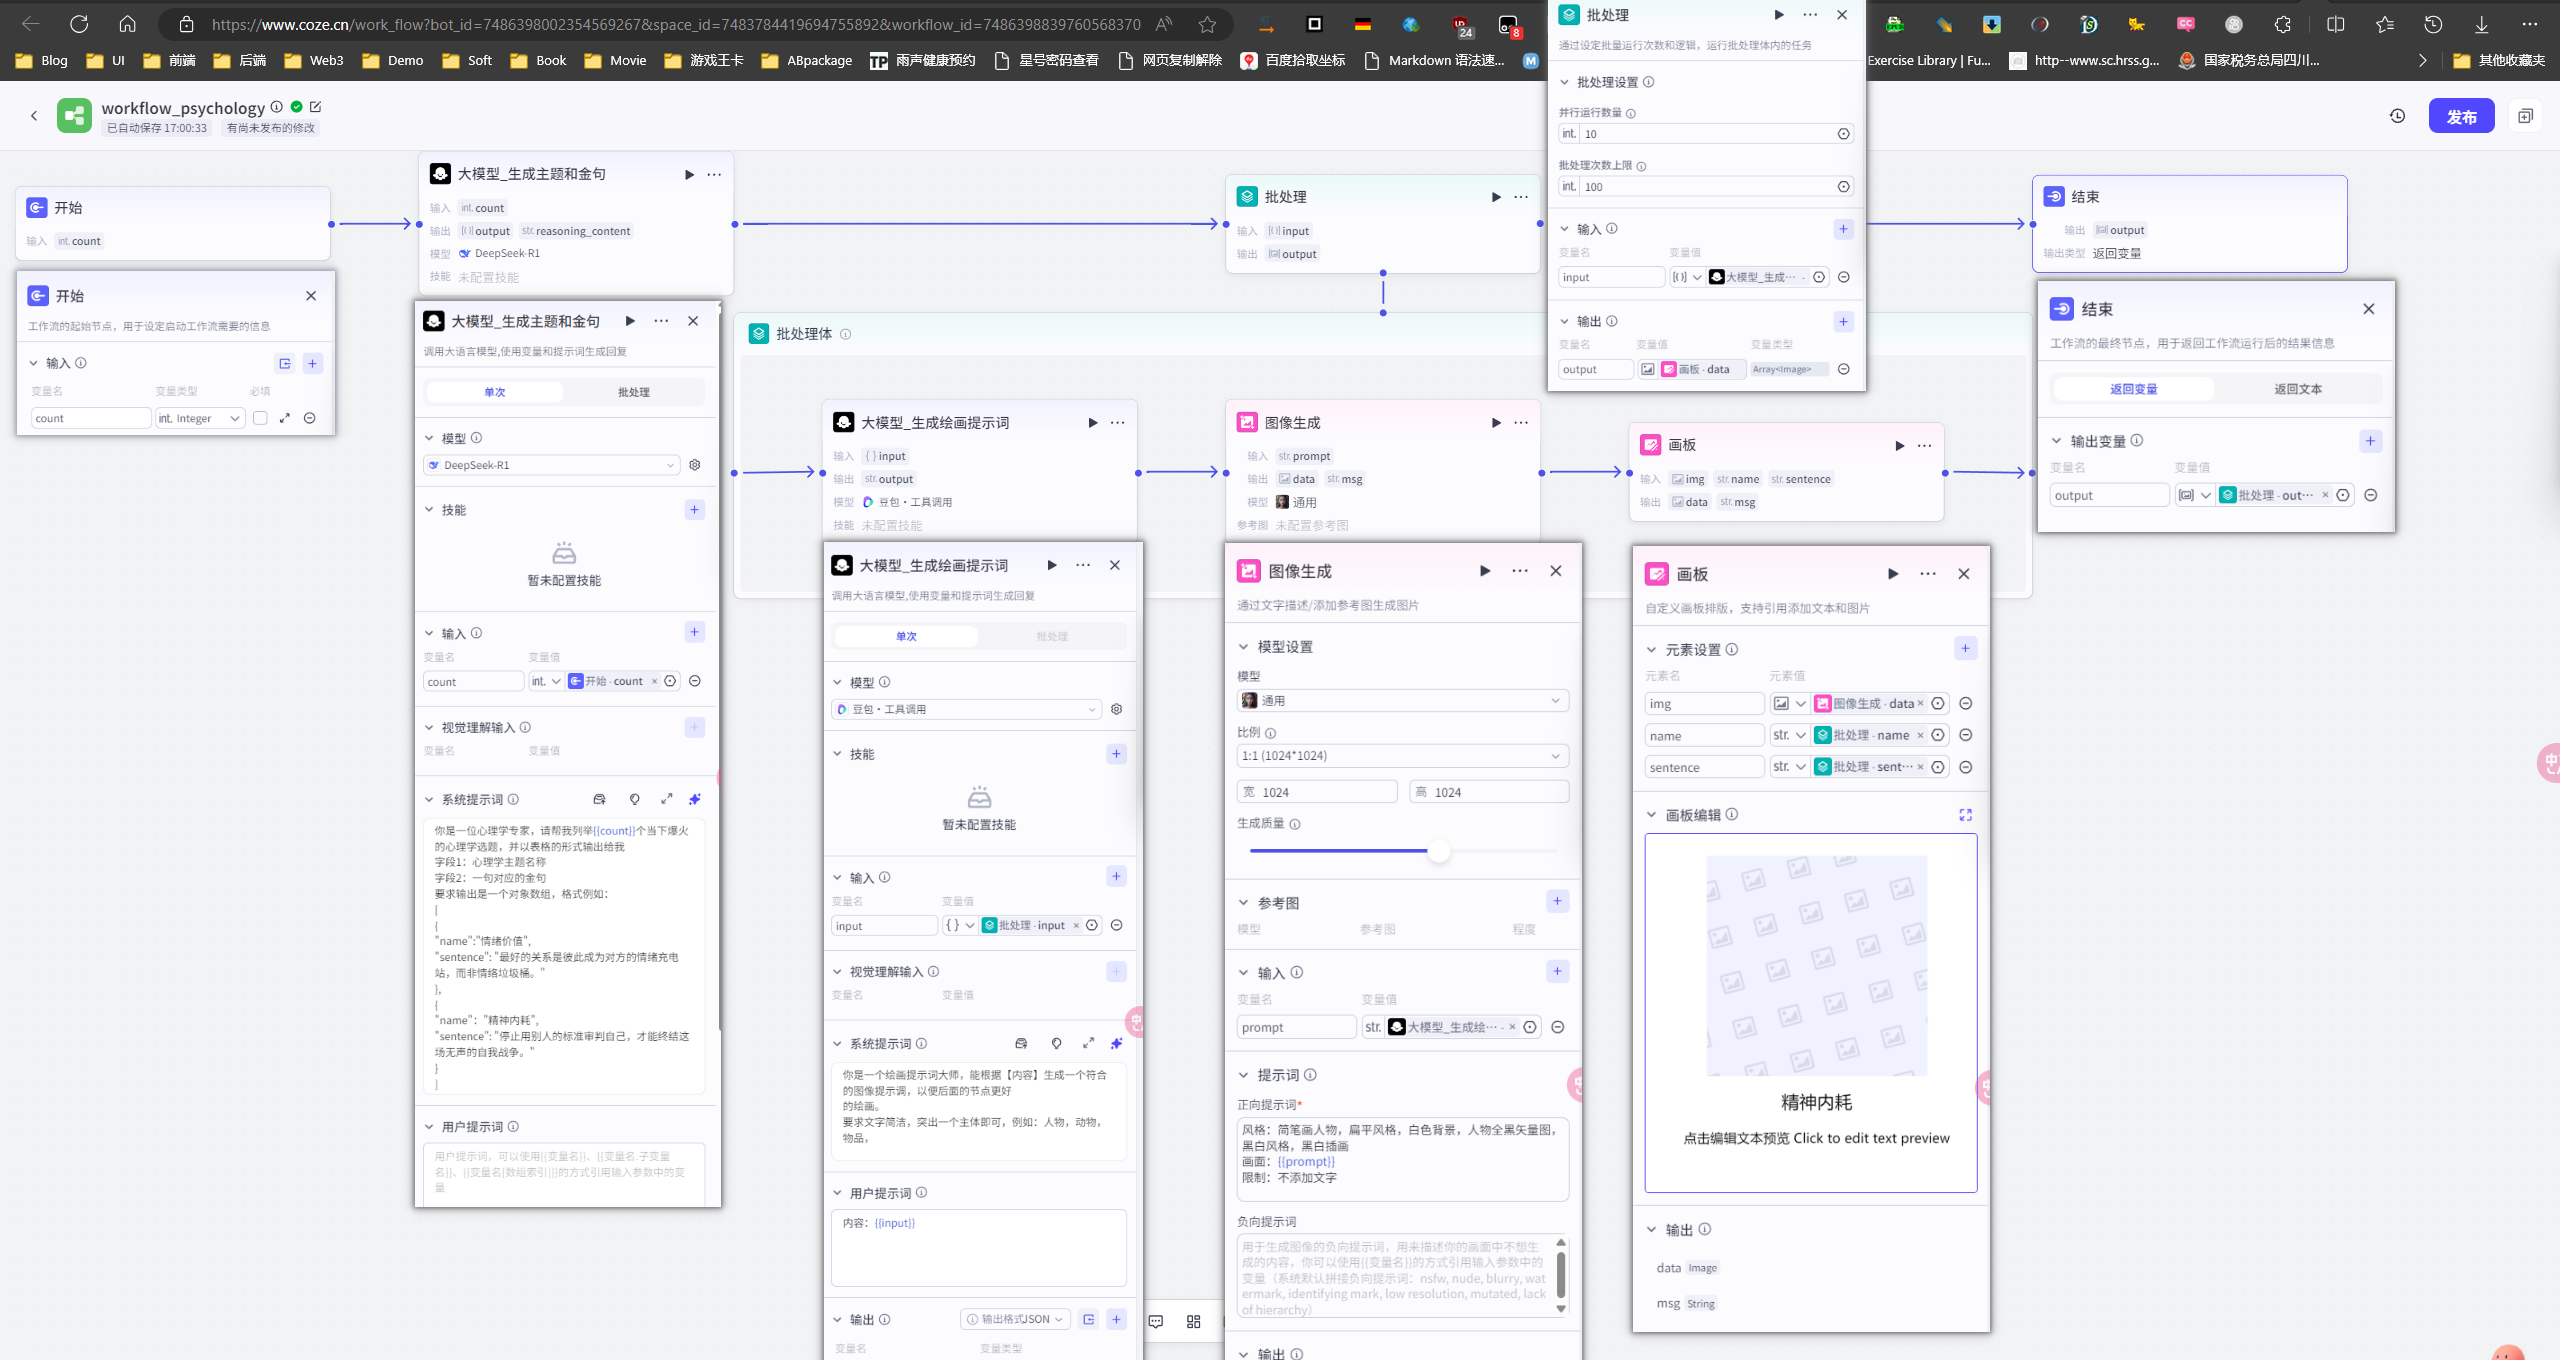 https://www.coze.cn/work_flow?bot_id=7486398002354569267&space_id=7483784419694755892&workflow_id=7486398839760568370
24
8
Blog
UI
前端
后端
Web3
Demo
Soft
Book
Movie
游戏王卡
ABpackage
雨声健康预约
星号密码查看
网页复制解除
百度拾取坐标
Markdown 语法速...
Exercise Library | Fu...
http--www.sc.hrss.g...
国家税务总局四川...
其他收藏夹
workflow_psychology
已自动保存 17:00:33
有尚未发布的修改
发布
开始
输入 int. count
大模型_生成主题和金句
输入 int. count
输出 [{}] output str. reasoning_content
模型 DeepSeek-R1
技能 未配置技能
批处理
输入 [{}] input
输出 output
结束
输出 output
输出类型 返回变量
批处理体
大模型_生成绘画提示词
输入 { } input
输出 str. output
模型 豆包・工具调用
技能 未配置技能
图像生成
输入 str. prompt
输出 data str. msg
模型 通用
参考图 未配置参考图
画板
输入 img str. name str. sentence
输出 data str. msg
开始
工作流的起始节点，用于设定启动工作流需要的信息
输入
变量名 变量类型 必填
count int. Integer
大模型_生成主题和金句
调用大语言模型,使用变量和提示词生成回复
单次 批处理
模型
DeepSeek-R1
技能
暂未配置技能
输入
变量名 变量值
count int. 开始 · count
视觉理解输入
变量名 变量值
系统提示词
你是一位心理学专家，请帮我列举{{count}}个当下爆火
的心理学选题，并以表格的形式输出给我
字段1：心理学主题名称
字段2：一句对应的金句
要求输出是一个对象数组，格式例如：
[
{
"name":"情绪价值",
"sentence": "最好的关系是彼此成为对方的情绪充电
站，而非情绪垃圾桶。"
},
{
"name"： "精神内耗",
"sentence": "停止用别人的标准审判自己，才能终结这
场无声的自我战争。"
}
]
用户提示词
用户提示词，可以使用{{变量名}}、{{变量名.子变量
名}}、{{变量名[数组索引]}}的方式引用输入参数中的变
量
大模型_生成绘画提示词
调用大语言模型,使用变量和提示词生成回复
单次 批处理
模型
豆包・工具调用
技能
暂未配置技能
输入
变量名 变量值
input { } 批处理 · input
视觉理解输入
变量名 变量值
系统提示词
你是一个绘画提示词大师，能根据【内容】生成一个符合
的图像提示调，以便后面的节点更好
的绘画。
要求文字简洁，突出一个主体即可，例如：人物，动物，
物品，
用户提示词
内容：{{input}}
输出 输出格式JSON
变量名 变量类型
批处理
通过设定批量运行次数和逻辑，运行批处理体内的任务
批处理设置
并行运行数量
int. 10
批处理次数上限
int. 100
输入
变量名 变量值
input [{}] 大模型_生成···
输出
变量名 变量值 变量类型
output 画板 · data Array<Image>
图像生成
通过文字描述/添加参考图生成图片
模型设置
模型
通用
比例
1:1 (1024*1024)
宽 1024 高 1024
生成质量
参考图
模型 参考图 程度
输入
变量名 变量值
prompt str. 大模型_生成绘···
提示词
正向提示词*
风格：简笔画人物，扁平风格，白色背景，人物全黑矢量图，
黑白风格，黑白插画
画面：{{prompt}}
限制：不添加文字
负向提示词
用于生成图像的负向提示词，用来描述你的画面中不想生
成的内容，你可以使用{{变量名}}的方式引用输入参数中的
变量（系统默认拼接负向提示词：nsfw, nude, blurry, wat
ermark, identifying mark, low resolution, mutated, lack
of hierarchy）
输出
画板
自定义画板排版，支持引用添加文本和图片
元素设置
元素名 元素值
img 图像生成 · data
name str. 批处理 · name
sentence str. 批处理 · sent···
画板编辑
精神内耗
点击编辑文本预览 Click to edit text preview
输出
data Image
msg String
结束
工作流的最终节点，用于返回工作流运行后的结果信息
返回变量 返回文本
输出变量
变量名 变量值
output 批处理 · out···